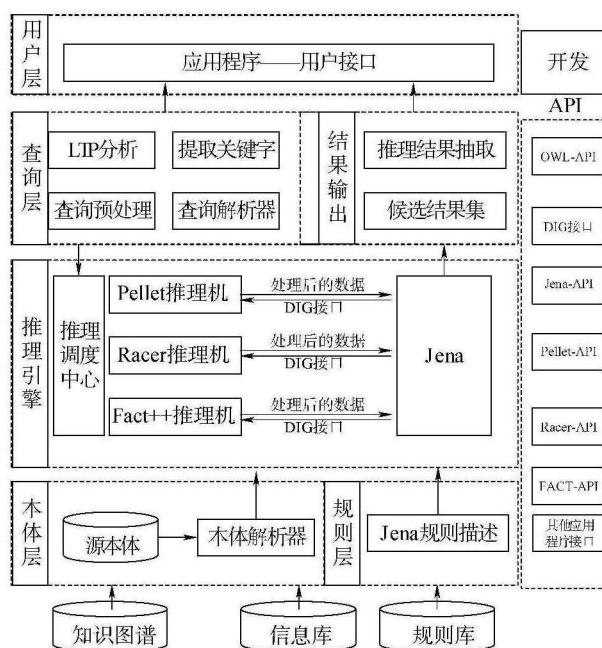 用户层
应用程序——用户接口
开发
API
查询层
LTP分析
提取关键字
查询预处理
查询解析器
结果输出
推理结果抽取
候选结果集
推理引擎
推理
调度
中心
Pellet推理机
处理后的数据
DIG接口
Racer推理机
处理后的数据
DIG接口
Fact++推理机
处理后的数据
DIG接口
Jena
本体层
源本体
本体解析器
规则层
Jena规则描述
知识图谱
信息库
规则库
OWL-API
DIG接口
Jena-API
Pellet-API
Racer-API
FACT-API
其他应用
程序接口